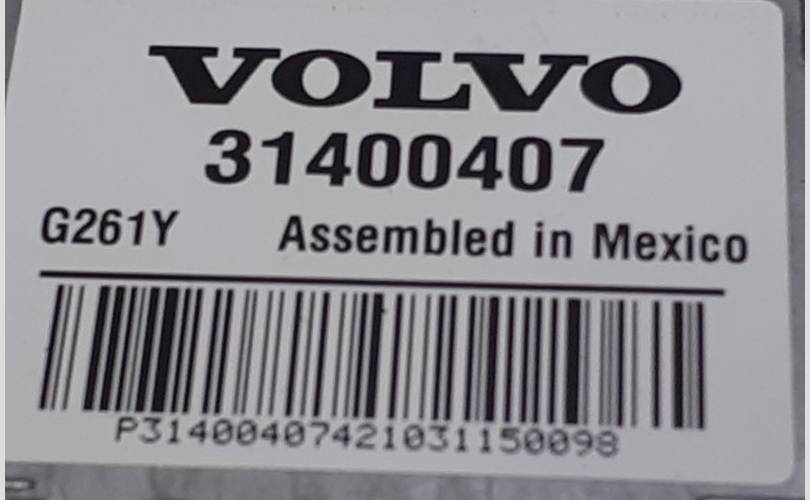 VOLVO
31400407
G261Y Assembled in Mexico
P31400407421031150098